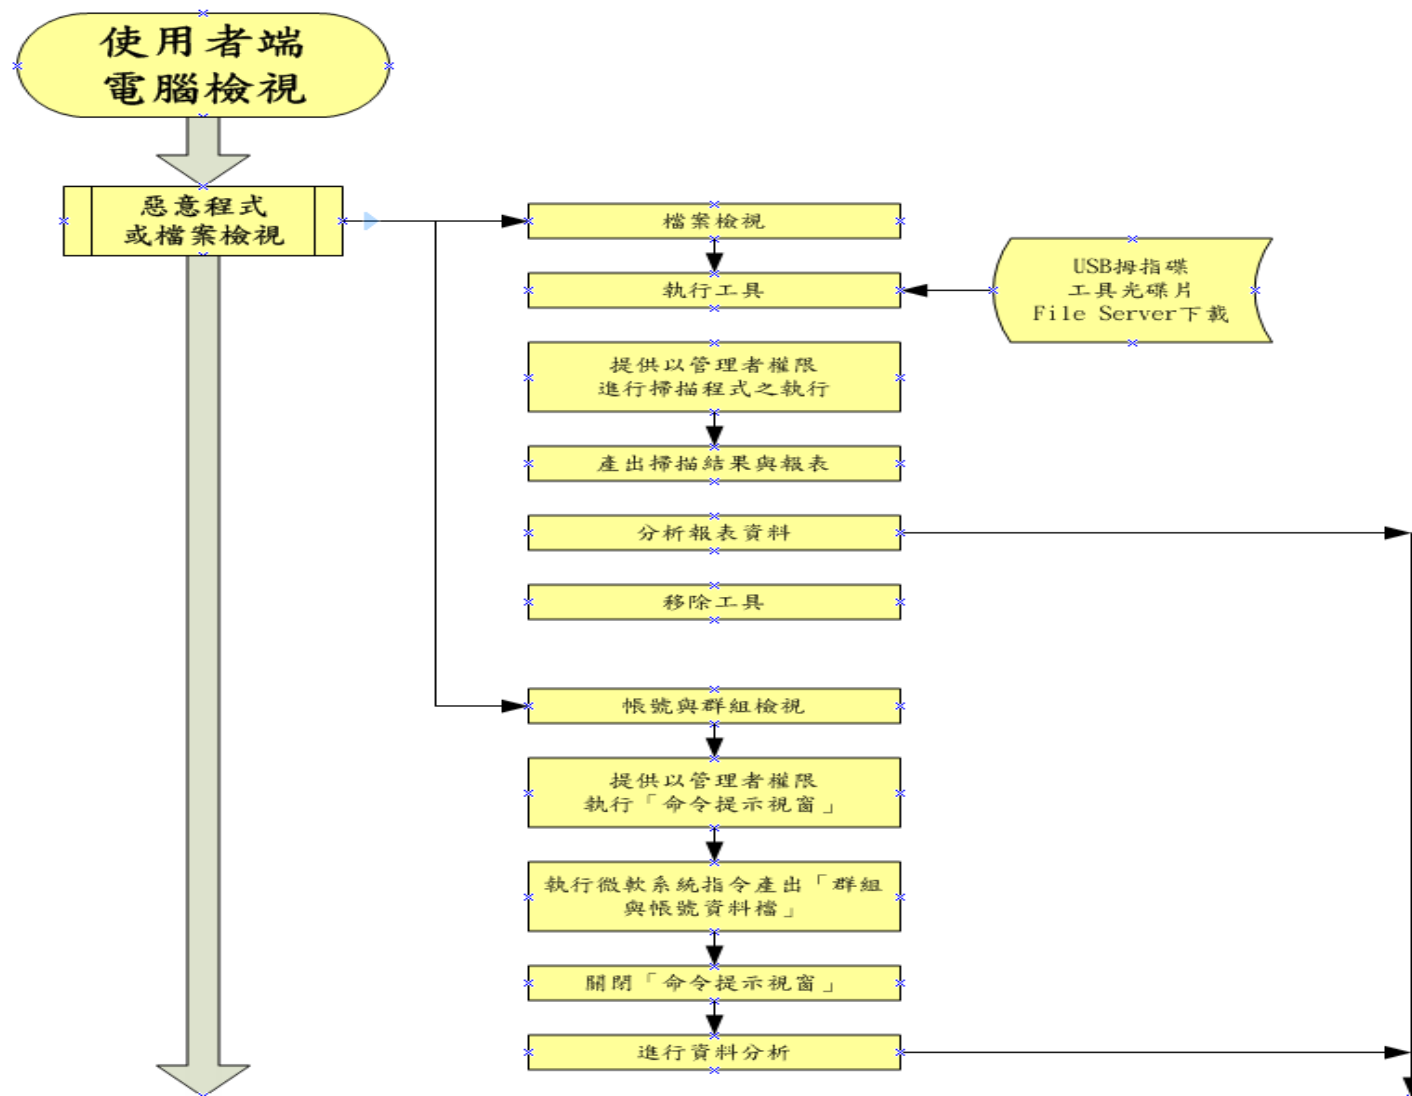 使用者端
電腦檢視
惡意程式
或檔案檢視
檔案檢視
執行工具
USB拇指碟
工具光碟片
File Server下載
提供以管理者權限
進行掃描程式之執行
產出掃描結果與報表
分析報表資料
移除工具
帳號與群組檢視
提供以管理者權限
執行「命令提示視窗」
執行微軟系統指令產出「群組
與帳號資料檔」
關閉「命令提示視窗」
進行資料分析